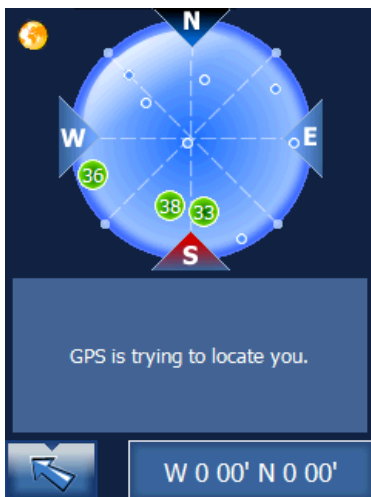 N
W
E
36
38
33
S
GPS is trying to locate you.
W 0 00' N 0 00'